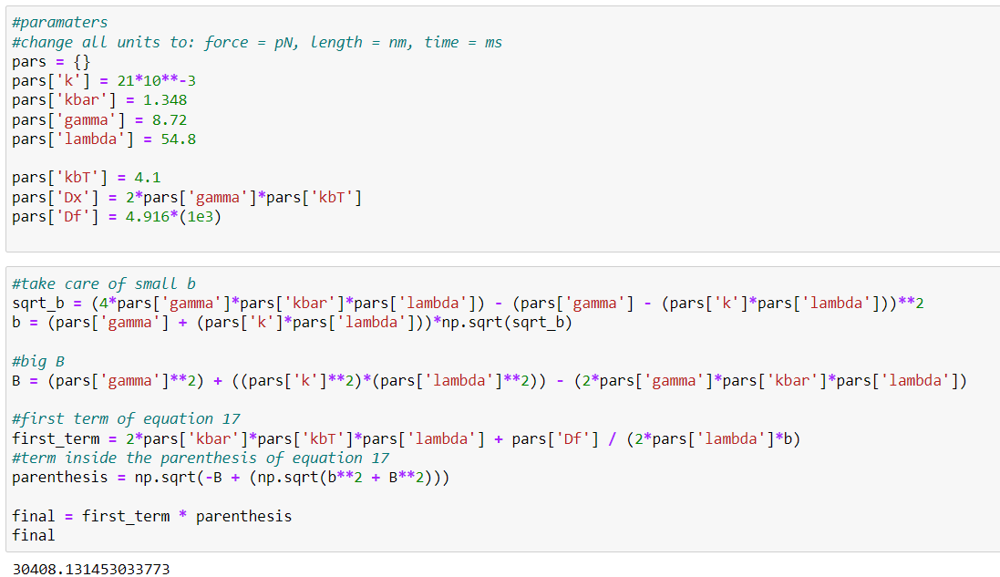 #paramaters
#change all units to: force = pN, length = nm, time = ms
pars = {}
pars['k'] = 21*10**-3
pars['kbar'] = 1.348
pars['gamma'] = 8.72
pars['lambda'] = 54.8
pars['kbT'] = 4.1
pars['Dx'] = 2*pars['gamma']*pars['kbT']
pars['Df'] = 4.916*(1e3)
#take care of small b
sqrt_b = (4*pars['gamma']*pars['kbar']*pars['lambda']) - (pars['gamma'] - (pars['k']*pars['lambda']))**2
b = (pars['gamma'] + (pars['k']*pars['lambda']))*np.sqrt(sqrt_b)
#big B
B = (pars['gamma']**2) + ((pars['k']**2)*(pars['lambda']**2)) - (2*pars['gamma']*pars['kbar']*pars['lambda'])
#first term of equation 17
first_term = 2*pars['kbar']*pars['kbT']*pars['lambda'] + pars['Df'] / (2*pars['lambda']*b)
#term inside the parenthesis of equation 17
parenthesis = np.sqrt(-B + (np.sqrt(b**2 + B**2)))
final = first_term * parenthesis
final
30408.131453033773